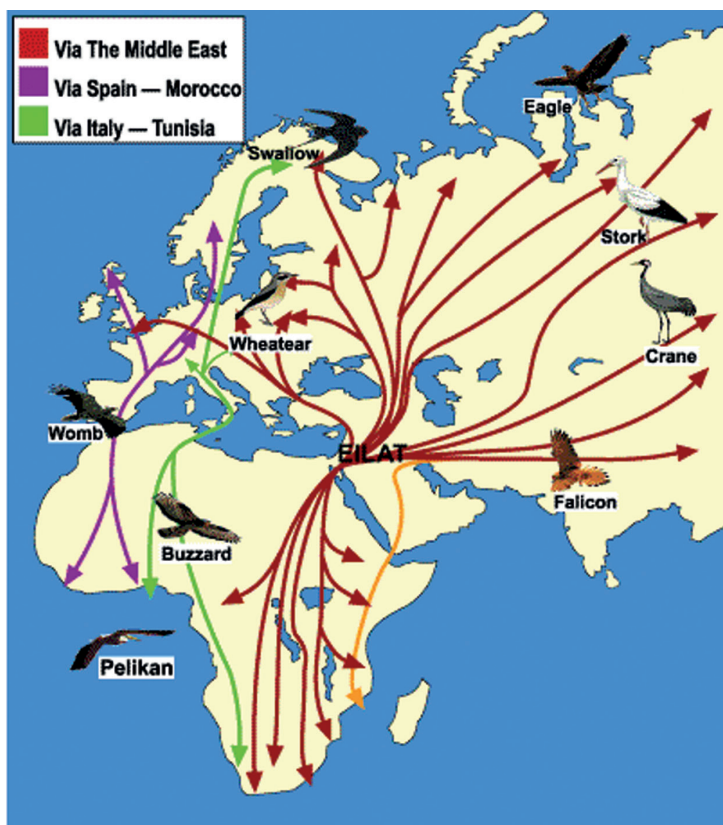 Via The Middle East
Via Spain — Morocco
Via Italy — Tunisia
Eagle
Swallow
Stork
Wheatear
Crane
Womb
EILAT
Falicon
Buzzard
Pelikan